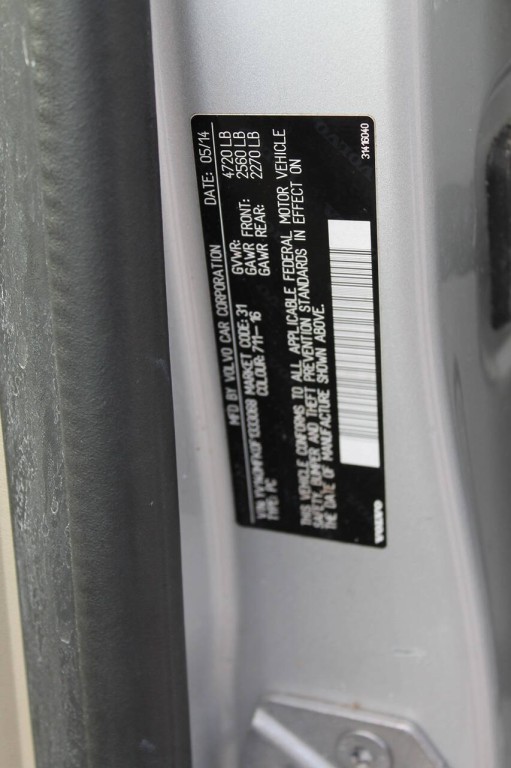 MFD BY VOLVO CAR CORPORATION DATE: 05/14
GVWR: 4720 LB
GAWR FRONT: 2560 LB
GAWR REAR: 2270 LB
MARKET CODE: 31
TYPE: PC COLOUR: 711-16
THIS VEHICLE CONFORMS TO ALL APPLICABLE FEDERAL MOTOR VEHICLE
SAFETY, BUMPER AND THEFT PREVENTION STANDARDS IN EFFECT ON
THE DATE OF MANUFACTURE SHOWN ABOVE.
VOLVO 31416040